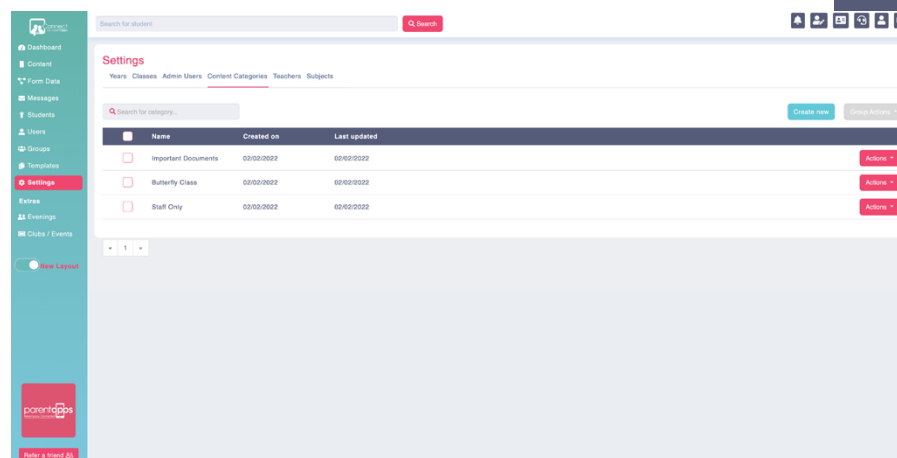 Connect
Search for student
Search
Dashboard
Content
Form Data
Messages
Students
Users
Groups
Templates
Settings
Extras
Evenings
Clubs / Events
New Layout
parentapps
Refer a friend
Settings
Years Classes Admin Users Content Categories Teachers Subjects
Search for category...
Create new
Group Actions
Name Created on Last updated
Important Documents 02/02/2022 02/02/2022
Actions
Butterfly Class 02/02/2022 02/02/2022
Actions
Staff Only 02/02/2022 02/02/2022
Actions
« 1 »